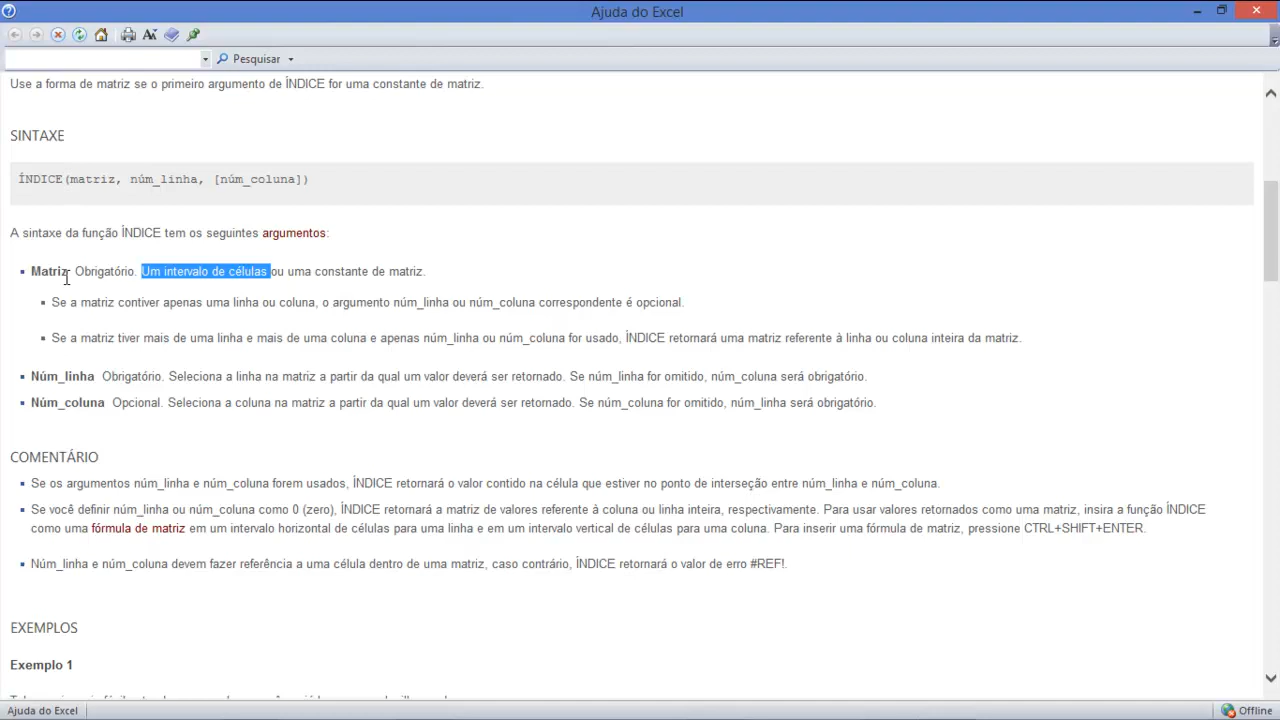 Ajuda do Excel
Pesquisar
Use a forma de matriz se o primeiro argumento de ÍNDICE for uma constante de matriz.
SINTAXE
ÍNDICE(matriz, núm_linha, [núm_coluna])
A sintaxe da função ÍNDICE tem os seguintes argumentos:
Matriz Obrigatório. Um intervalo de células ou uma constante de matriz.
Se a matriz contiver apenas uma linha ou coluna, o argumento núm_linha ou núm_coluna correspondente é opcional.
Se a matriz tiver mais de uma linha e mais de uma coluna e apenas núm_linha ou núm_coluna for usado, ÍNDICE retornará uma matriz referente à linha ou coluna inteira da matriz.
Núm_linha Obrigatório. Seleciona a linha na matriz a partir da qual um valor deverá ser retornado. Se núm_linha for omitido, núm_coluna será obrigatório.
Núm_coluna Opcional. Seleciona a coluna na matriz a partir da qual um valor deverá ser retornado. Se núm_coluna for omitido, núm_linha será obrigatório.
COMENTÁRIO
Se os argumentos núm_linha e núm_coluna forem usados, ÍNDICE retornará o valor contido na célula que estiver no ponto de interseção entre núm_linha e núm_coluna.
Se você definir núm_linha ou núm_coluna como 0 (zero), ÍNDICE retornará a matriz de valores referente à coluna ou linha inteira, respectivamente. Para usar valores retornados como uma matriz, insira a função ÍNDICE
como uma fórmula de matriz em um intervalo horizontal de células para uma linha e em um intervalo vertical de células para uma coluna. Para inserir uma fórmula de matriz, pressione CTRL+SHIFT+ENTER.
Núm_linha e núm_coluna devem fazer referência a uma célula dentro de uma matriz, caso contrário, ÍNDICE retornará o valor de erro #REF!.
EXEMPLOS
Exemplo 1
Ajuda do Excel
Offline